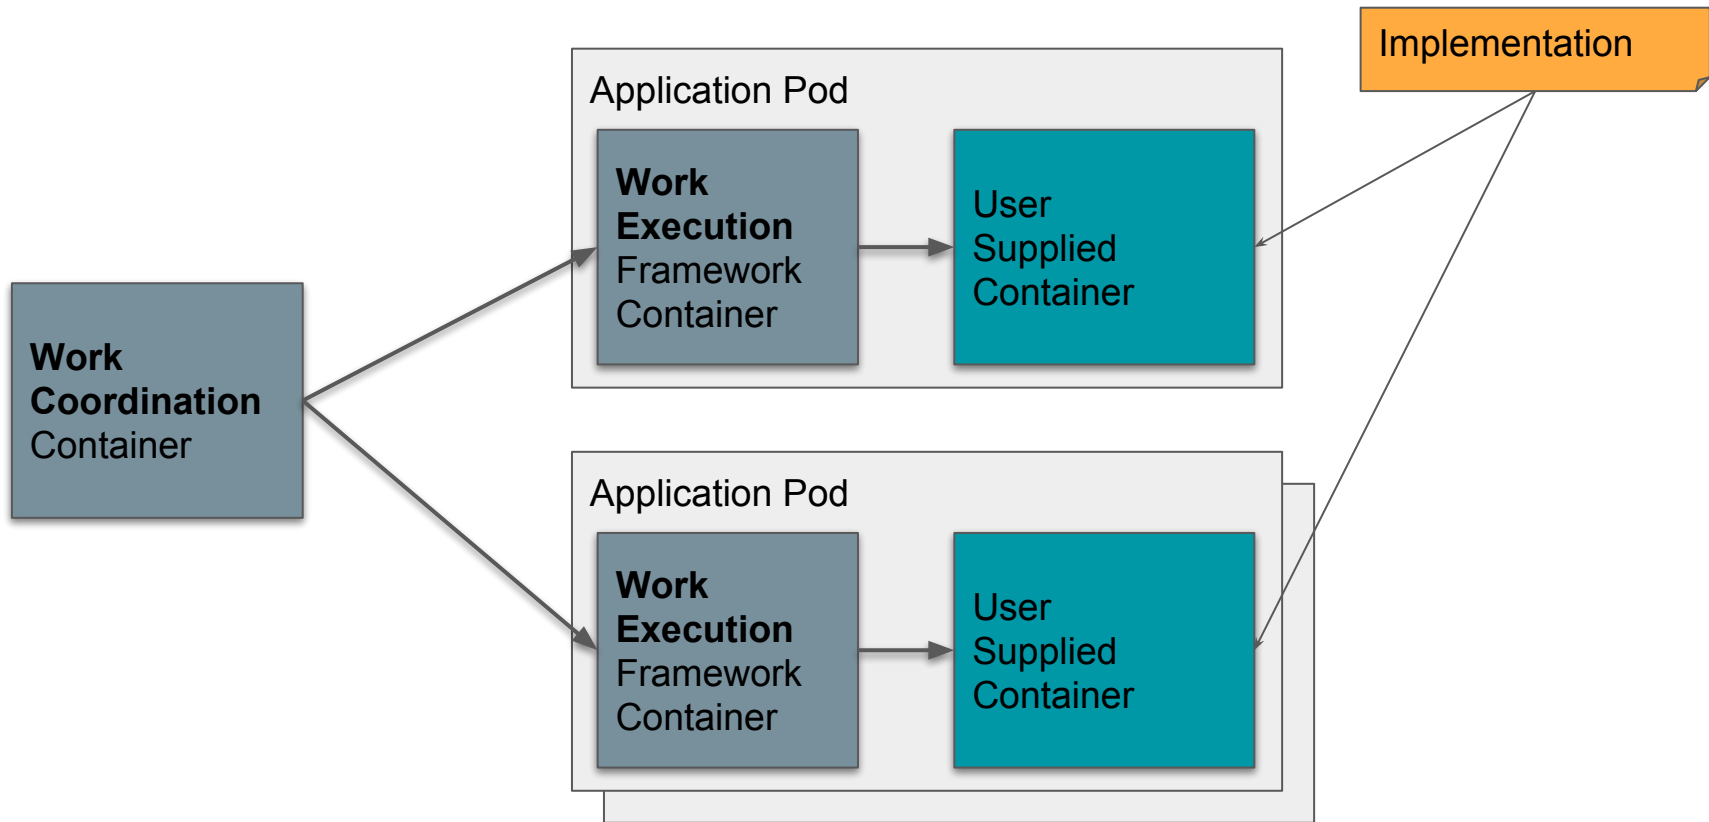 Implementation
Application Pod
Work
Execution
Framework
Container
User
Supplied
Container
Work
Coordination
Container
Application Pod
Work
Execution
Framework
Container
User
Supplied
Container